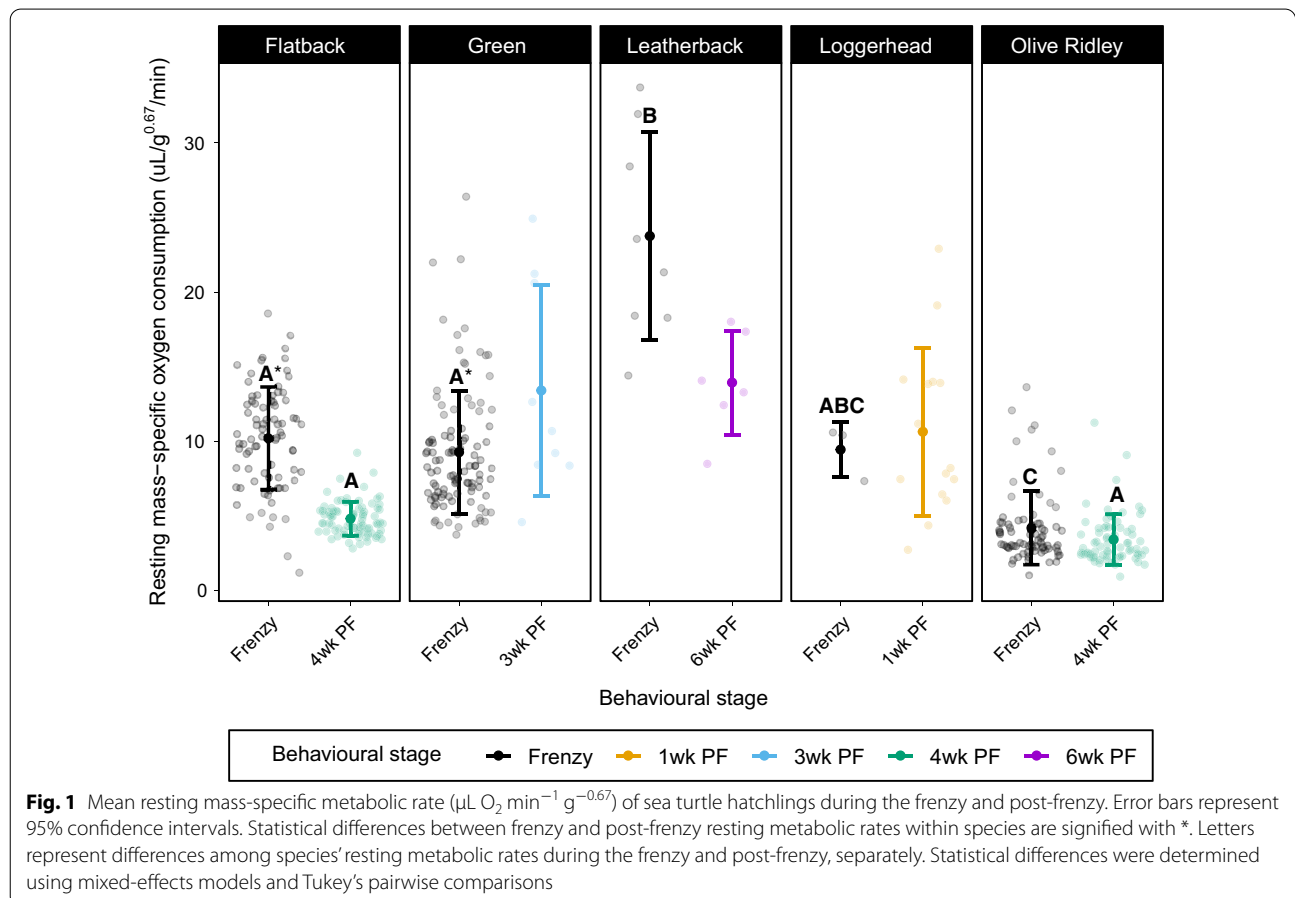 Flatback Green Leatherback Loggerhead Olive Ridley
Resting mass−specific oxygen consumption (uL/g^0.67/min)
30
20
10
0
A*
A
A*
B
ABC
C
A
Frenzy 4wk PF Frenzy 3wk PF Frenzy 6wk PF Frenzy 1wk PF Frenzy 4wk PF
Behavioural stage
Behavioural stage Frenzy 1wk PF 3wk PF 4wk PF 6wk PF
Fig. 1 Mean resting mass-specific metabolic rate (µL O₂ min⁻¹ g⁻⁰·⁶⁷) of sea turtle hatchlings during the frenzy and post-frenzy. Error bars represent
95% confidence intervals. Statistical differences between frenzy and post-frenzy resting metabolic rates within species are signified with *. Letters
represent differences among species' resting metabolic rates during the frenzy and post-frenzy, separately. Statistical differences were determined
using mixed-effects models and Tukey's pairwise comparisons